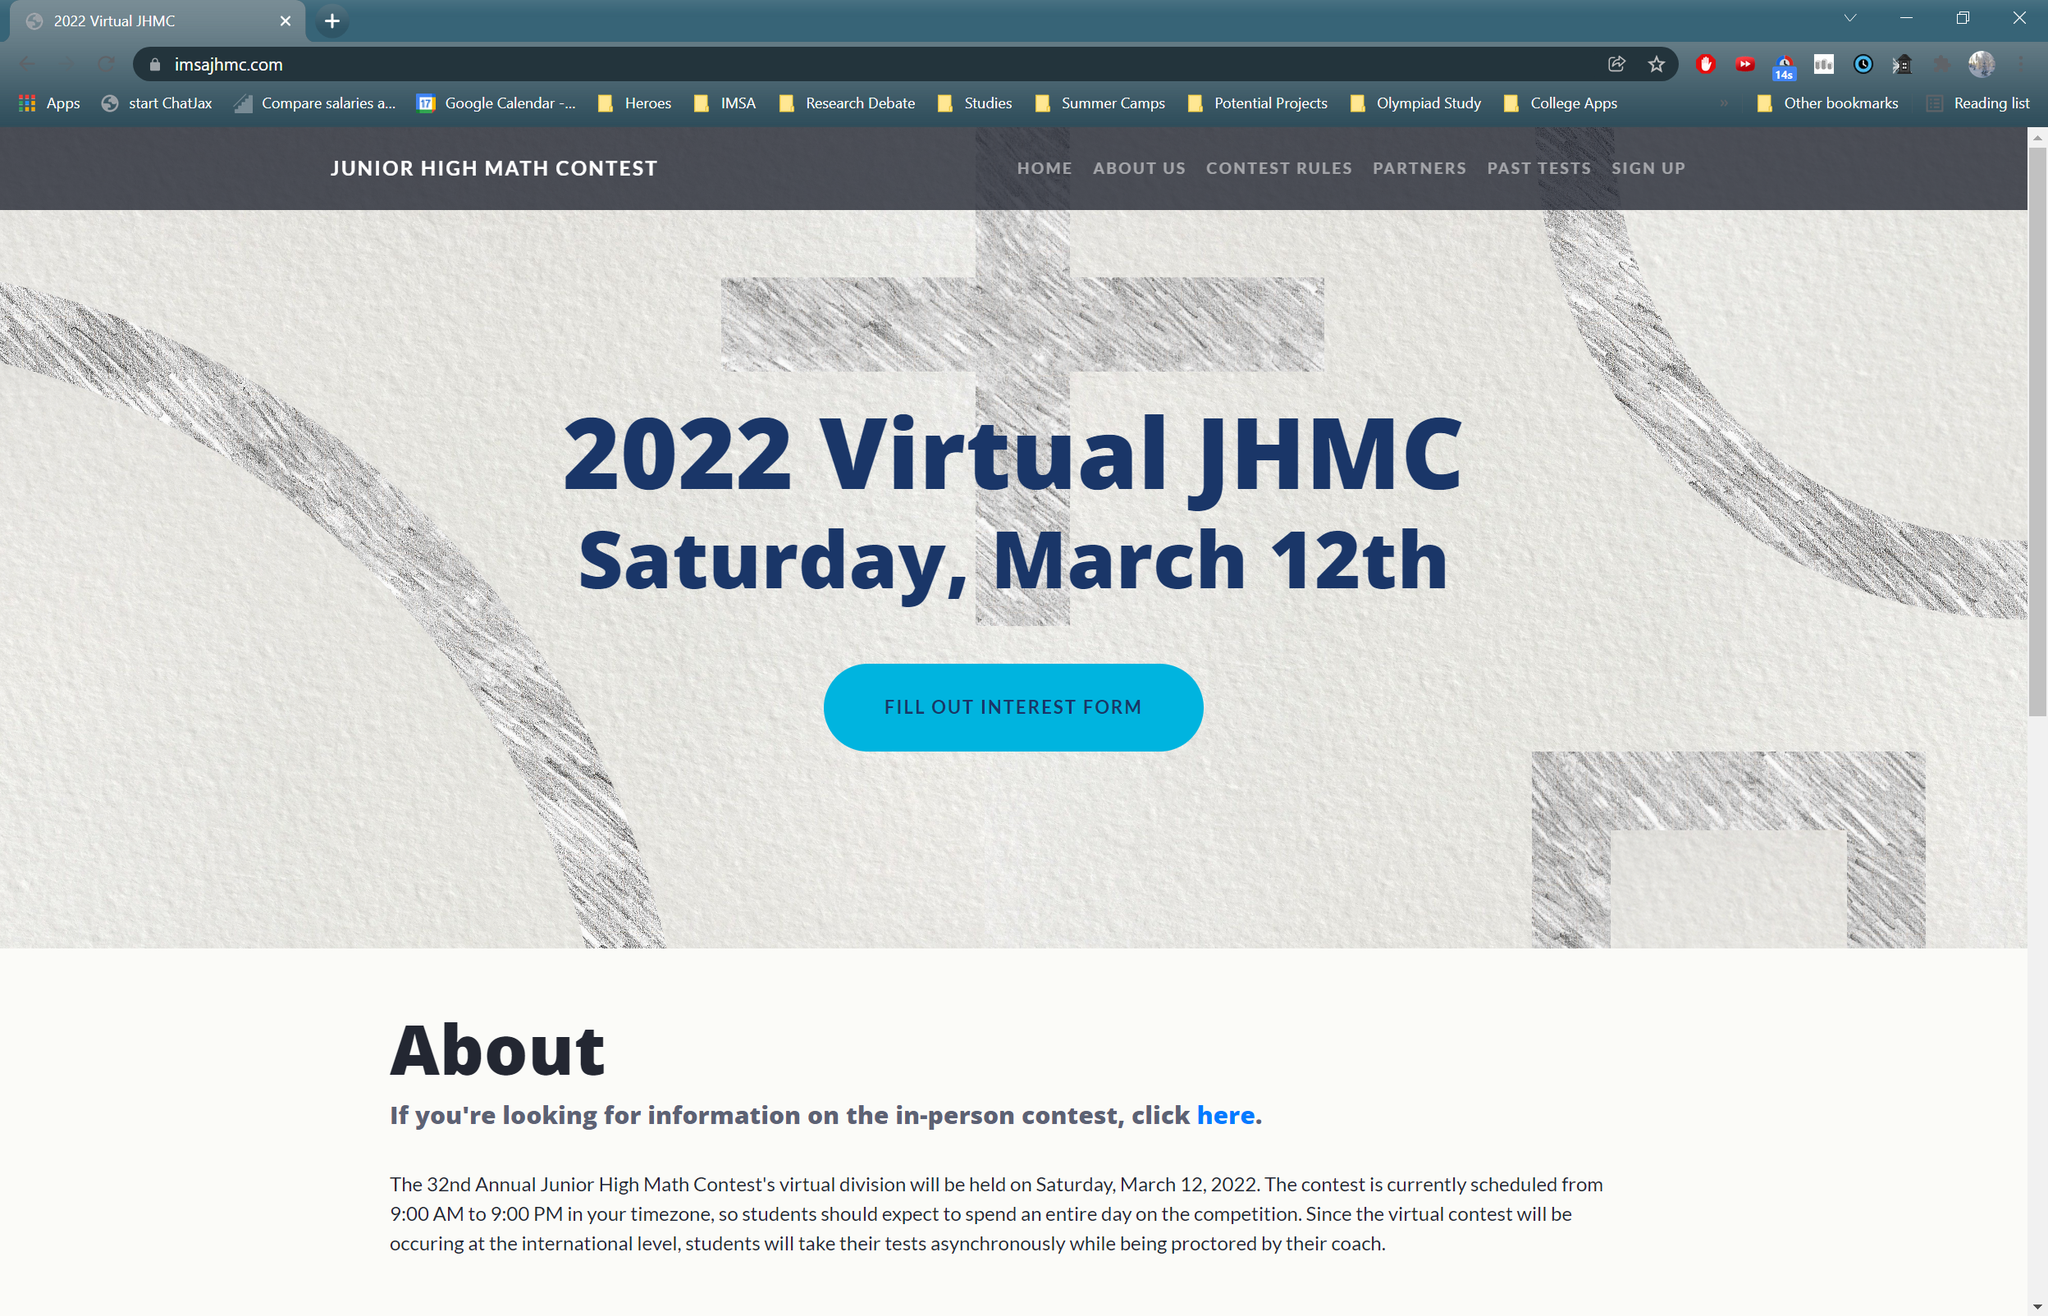 2022 Virtual JHMC
imsajhmc.com
14s
Apps start ChatJax Compare salaries a... 17 Google Calendar -... Heroes IMSA Research Debate Studies Summer Camps Potential Projects Olympiad Study College Apps » Other bookmarks Reading list
JUNIOR HIGH MATH CONTEST HOME ABOUT US CONTEST RULES PARTNERS PAST TESTS SIGN UP
2022 Virtual JHMC
Saturday, March 12th
FILL OUT INTEREST FORM
About
If you're looking for information on the in-person contest, click here.
The 32nd Annual Junior High Math Contest's virtual division will be held on Saturday, March 12, 2022. The contest is currently scheduled from
9:00 AM to 9:00 PM in your timezone, so students should expect to spend an entire day on the competition. Since the virtual contest will be
occuring at the international level, students will take their tests asynchronously while being proctored by their coach.